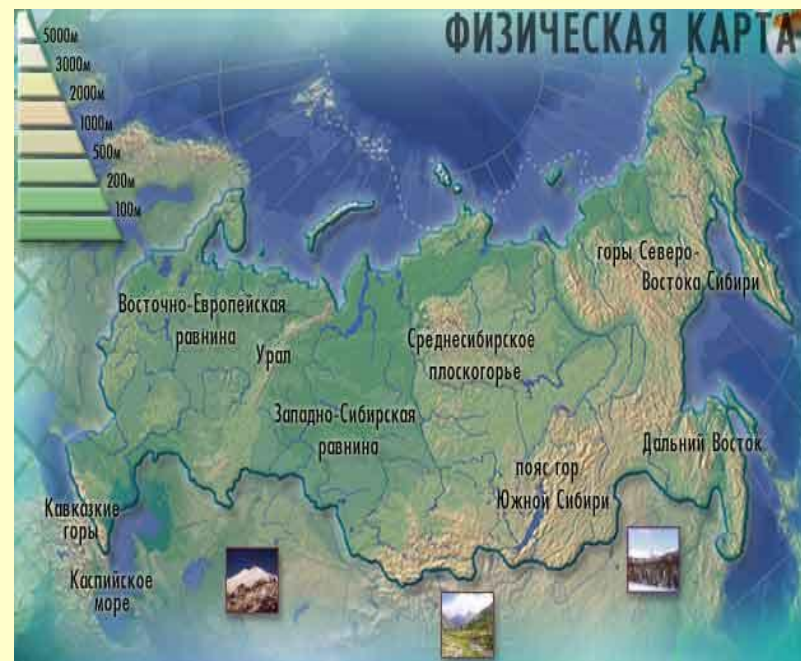 ФИЗИЧЕСКАЯ КАРТА
5000м
3000м
2000м
1000м
500м
200м
100м
горы Северо-
Востока Сибири
Восточно-Европейская
равнина
Урал
Среднесибирское
плоскогорье
Западно-Сибирская
равнина
Дальний Восток
пояс гор
Южной Сибири
Кавказкие
горы
Каспийское
море